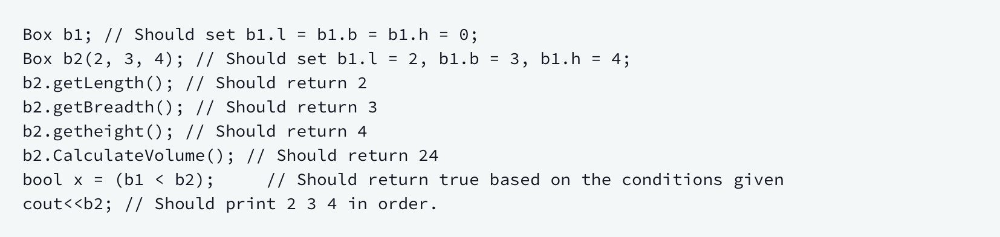 Box b1; // Should set b1.l = b1.b = b1.h = 0;
Box b2(2, 3, 4); // Should set b1.l = 2, b1.b = 3, b1.h = 4;
b2.getLength(); // Should return 2
b2.getBreadth(); // Should return 3
b2.getheight(); // Should return 4
b2.CalculateVolume(); // Should return 24
bool x = (b1 < b2);     // Should return true based on the conditions given
cout<<b2; // Should print 2 3 4 in order.